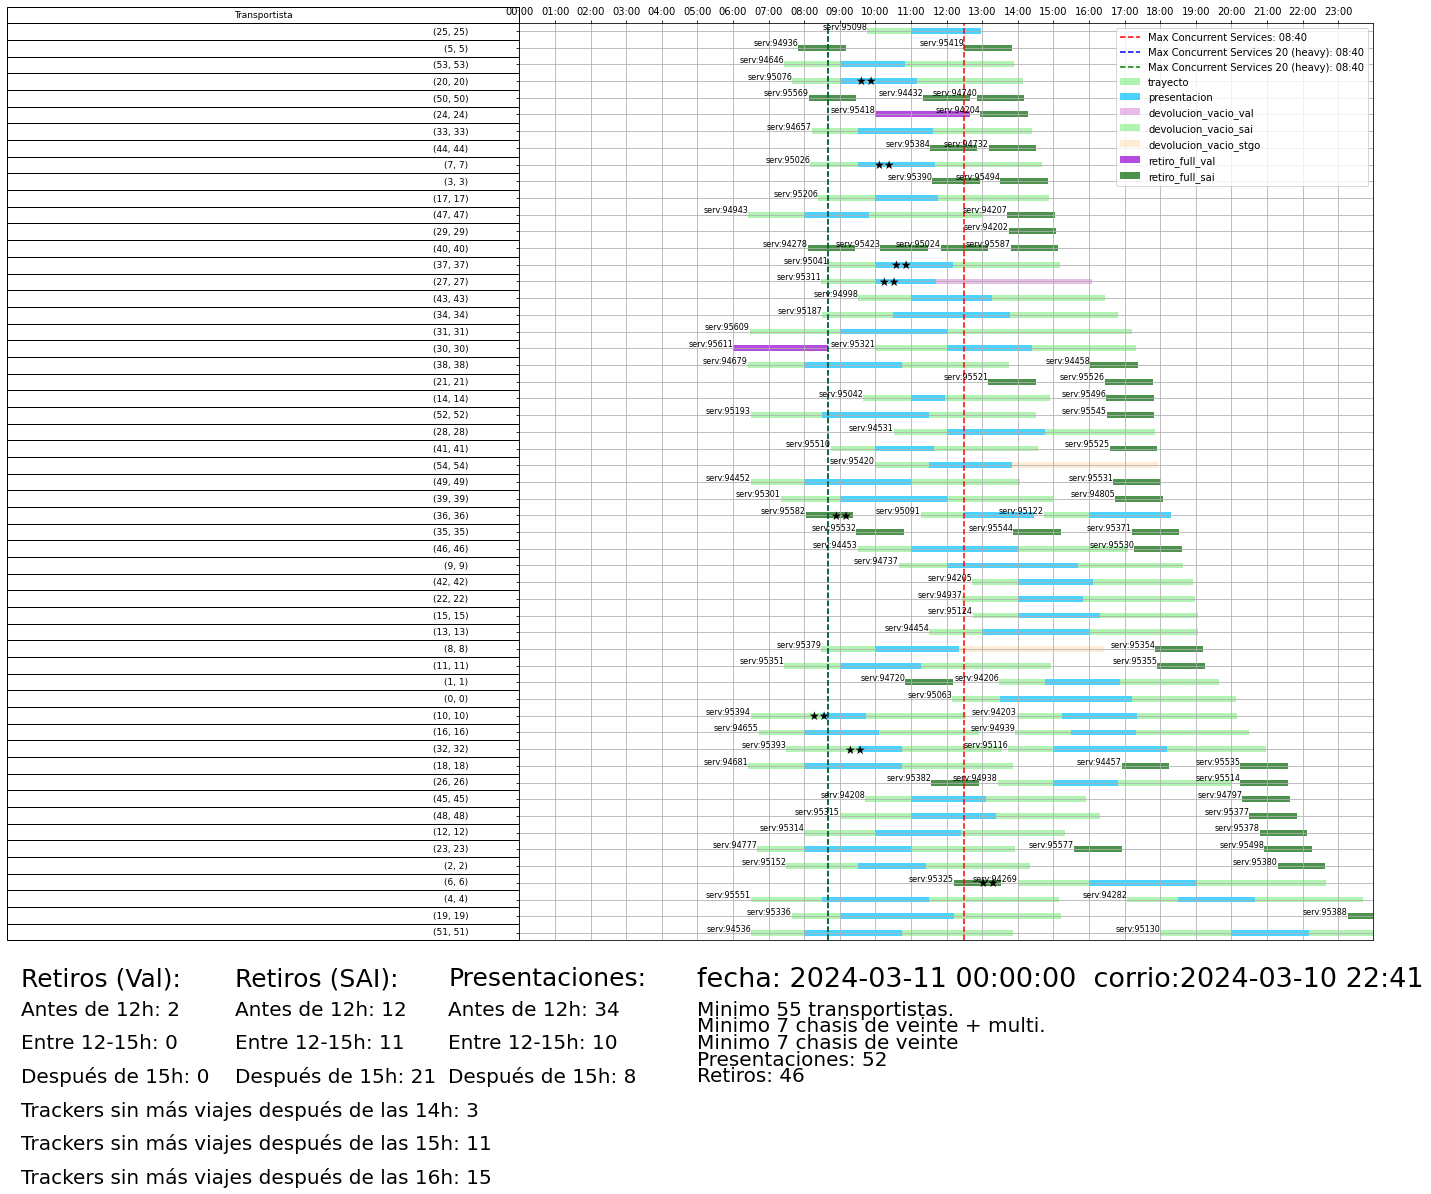 Transportista
00:00 01:00 02:00 03:00 04:00 05:00 06:00 07:00 08:00 09:00 10:00 11:00 12:00 13:00 14:00 15:00 16:00 17:00 18:00 19:00 20:00 21:00 22:00 23:00
Max Concurrent Services: 08:40
Max Concurrent Services 20 (heavy): 08:40
Max Concurrent Services 20 (heavy): 08:40
trayecto
presentacion
devolucion_vacio_val
devolucion_vacio_sai
devolucion_vacio_stgo
retiro_full_val
retiro_full_sai
(25, 25) serv:95098
(5, 5) serv:94936 serv:95419
(53, 53) serv:94646
(20, 20) serv:95076
(50, 50) serv:95569 serv:94432 serv:94740
(24, 24) serv:95418 serv:94204
(33, 33) serv:94657
(44, 44) serv:95384 serv:94732
(7, 7) serv:95026
(3, 3) serv:95390 serv:95494
(17, 17) serv:95206
(47, 47) serv:94943 serv:94207
(29, 29) serv:94202
(40, 40) serv:94278 serv:95423 serv:95024 serv:95587
(37, 37) serv:95041
(27, 27) serv:95311
(43, 43) serv:94998
(34, 34) serv:95187
(31, 31) serv:95609
(30, 30) serv:95611 serv:95321
(38, 38) serv:94679 serv:94458
(21, 21) serv:95521 serv:95526
(14, 14) serv:95042 serv:95496
(52, 52) serv:95193 serv:95545
(28, 28) serv:94531
(41, 41) serv:95510 serv:95525
(54, 54) serv:95420
(49, 49) serv:94452 serv:95531
(39, 39) serv:95301 serv:94805
(36, 36) serv:95582 serv:95091 serv:95122
(35, 35) serv:95532 serv:95544 serv:95371
(46, 46) serv:94453 serv:95530
(9, 9) serv:94737
(42, 42) serv:94205
(22, 22) serv:94937
(15, 15) serv:95124
(13, 13) serv:94454
(8, 8) serv:95379 serv:95354
(11, 11) serv:95351 serv:95355
(1, 1) serv:94720 serv:94206
(0, 0) serv:95063
(10, 10) serv:95394 serv:94203
(16, 16) serv:94655 serv:94939
(32, 32) serv:95393 serv:95116
(18, 18) serv:94681 serv:94457 serv:95535
(26, 26) serv:95382 serv:94938 serv:95514
(45, 45) serv:94208 serv:94797
(48, 48) serv:95315 serv:95377
(12, 12) serv:95314 serv:95378
(23, 23) serv:94777 serv:95577 serv:95498
(2, 2) serv:95152 serv:95380
(6, 6) serv:95325 serv:94269
(4, 4) serv:95551 serv:94282
(19, 19) serv:95336 serv:95388
(51, 51) serv:94536 serv:95130
Retiros (Val):
Antes de 12h: 2
Entre 12-15h: 0
Después de 15h: 0
Retiros (SAI):
Antes de 12h: 12
Entre 12-15h: 11
Después de 15h: 21
Presentaciones:
Antes de 12h: 34
Entre 12-15h: 10
Después de 15h: 8
fecha: 2024-03-11 00:00:00 corrio:2024-03-10 22:41
Minimo 55 transportistas.
Minimo 7 chasis de veinte + multi.
Minimo 7 chasis de veinte
Presentaciones: 52
Retiros: 46
Trackers sin más viajes después de las 14h: 3
Trackers sin más viajes después de las 15h: 11
Trackers sin más viajes después de las 16h: 15